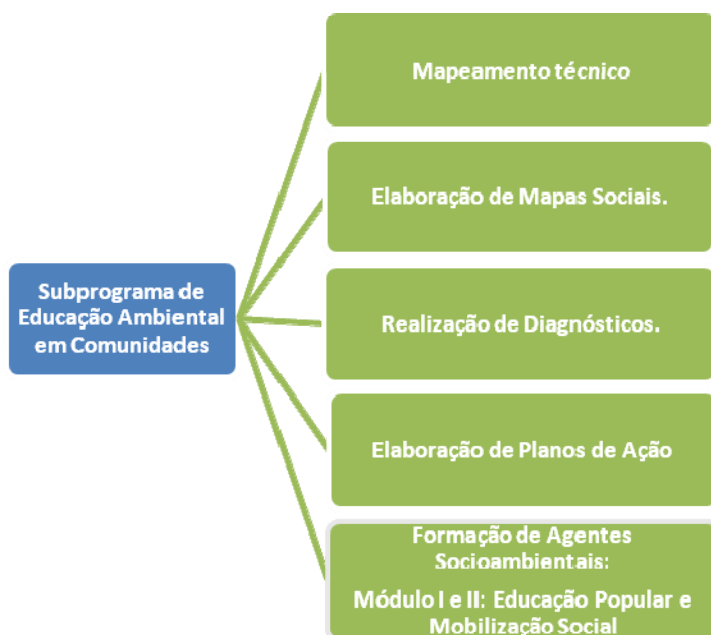 Mapeamento técnico
Elaboração de Mapas Sociais.
Subprograma de
Educação Ambiental
em Comunidades
Realização de Diagnósticos.
Elaboração de Planos de Ação
Formação de Agentes
Socioambientais:
Módulo I e II: Educação Popular e
Mobilização Social